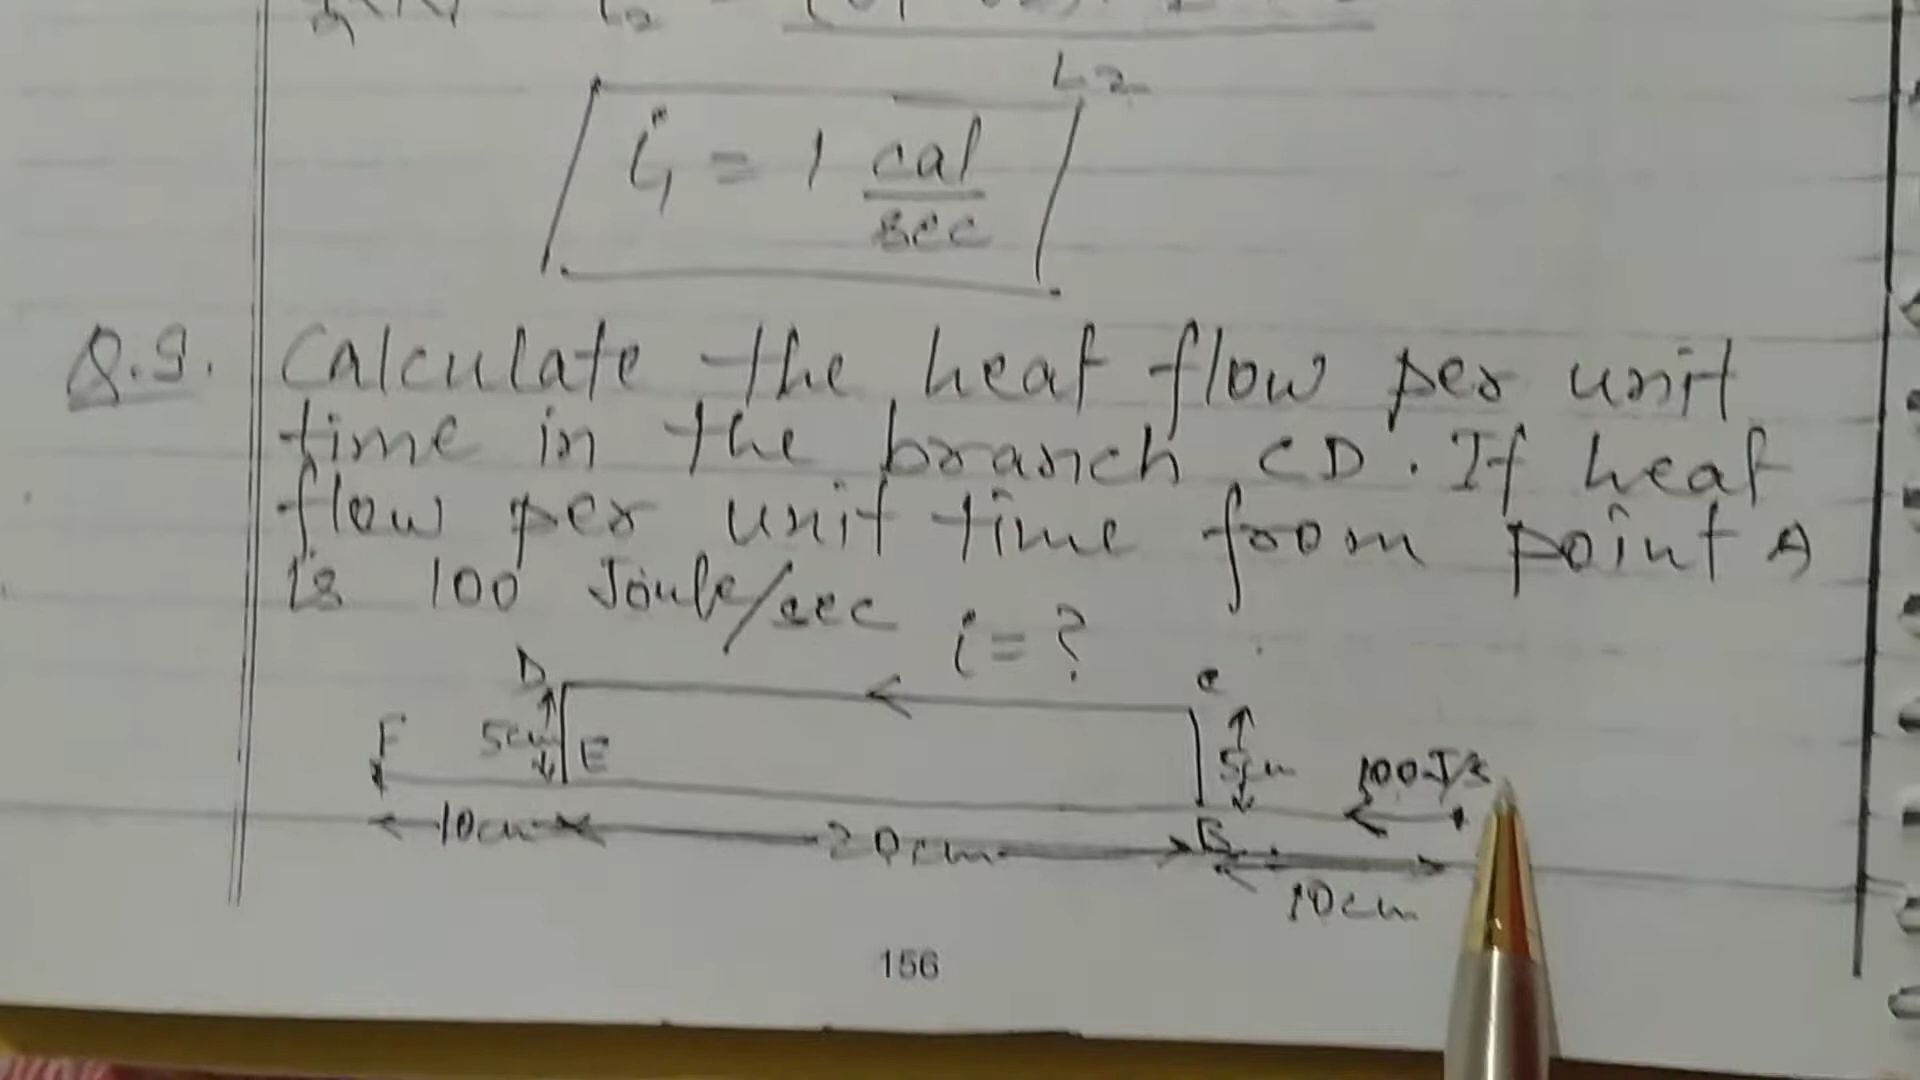 L2
i1 = 1 cal/sec
Q.9. Calculate the heat flow per unit
time in the branch CD. If heat
flow per unit time from point A
is 100 Joule/sec
i = ?
D C
F 5cm E 5cm 100 J/s
10cm 20cm B
10cm
156